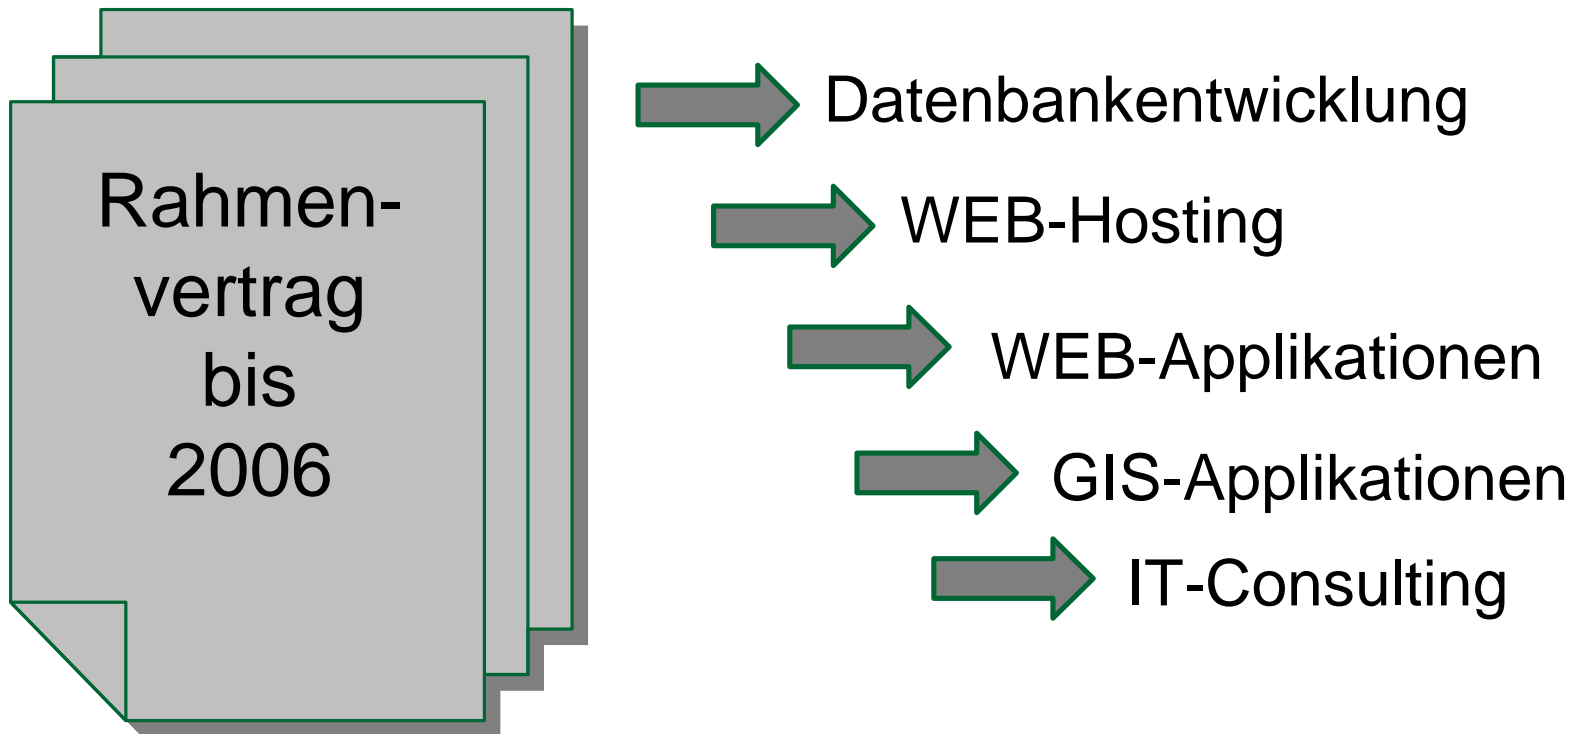 Rahmen-
vertrag
bis
2006
Datenbankentwicklung
WEB-Hosting
WEB-Applikationen
GIS-Applikationen
IT-Consulting